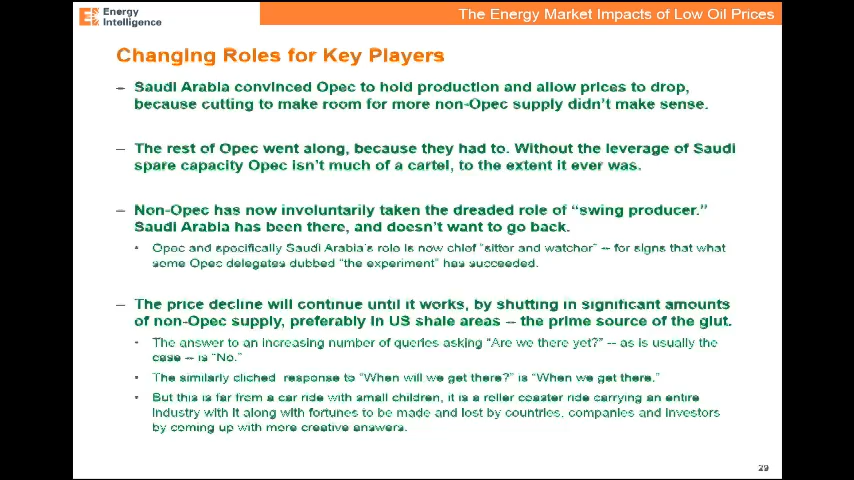 Energy
Intelligence
The Energy Market Impacts of Low Oil Prices
Changing Roles for Key Players
– Saudi Arabia convinced Opec to hold production and allow prices to drop,
because cutting to make room for more non-Opec supply didn't make sense.
– The rest of Opec went along, because they had to. Without the leverage of Saudi
spare capacity Opec isn't much of a cartel, to the extent it ever was.
– Non-Opec has now involuntarily taken the dreaded role of “swing producer.”
Saudi Arabia has been there, and doesn't want to go back.
• Opec and specifically Saudi Arabia's role is now chief “sitter and watcher” – for signs that what
some Opec delegates dubbed “the experiment” has succeeded.
– The price decline will continue until it works, by shutting in significant amounts
of non-Opec supply, preferably in US shale areas – the prime source of the glut.
• The answer to an increasing number of queries asking “Are we there yet?” – as is usually the
case – is “No.”
• The similarly cliched response to “When will we get there?” is “When we get there.”
• But this is far from a car ride with small children, it is a roller coaster ride carrying an entire
industry with it along with fortunes to be made and lost by countries, companies and investors
by coming up with more creative answers.
29